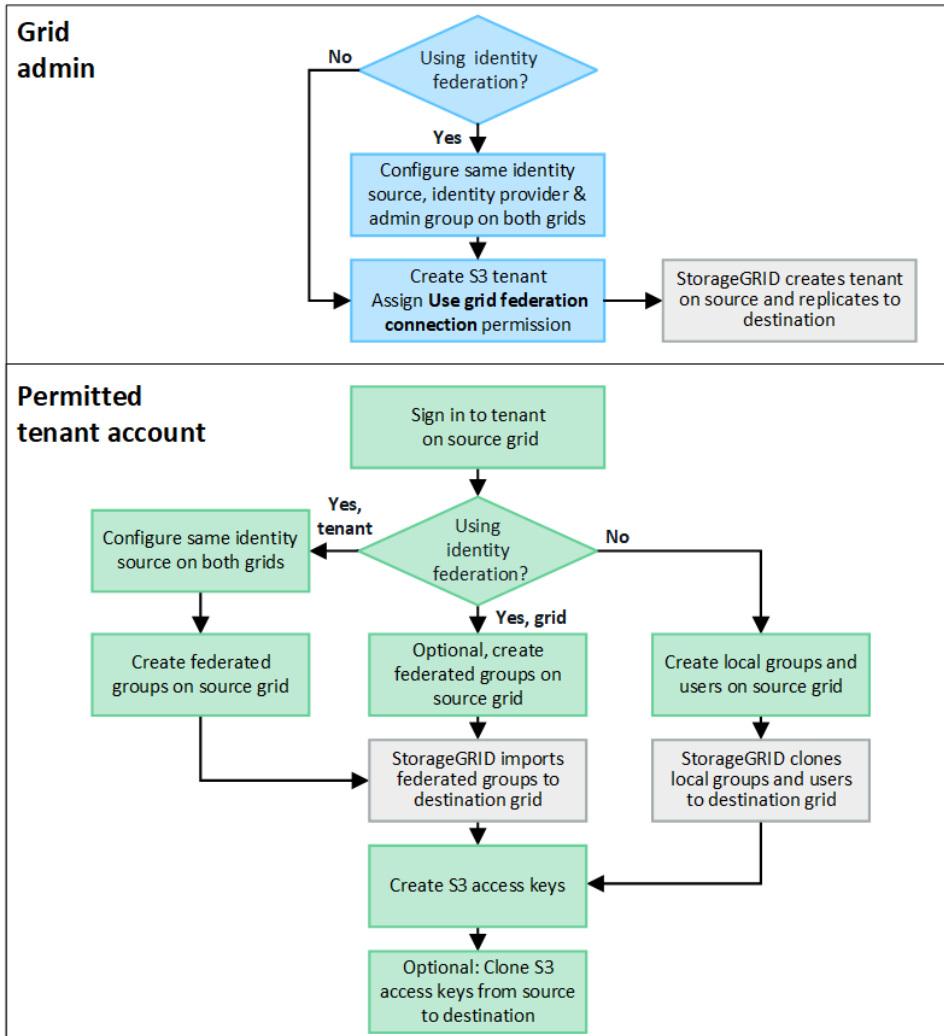 Grid
admin
Using identity
federation?
No
Yes
Configure same identity
source, identity provider &
admin group on both grids
Create S3 tenant
Assign Use grid federation
connection permission
StorageGRID creates tenant
on source and replicates to
destination
Permitted
tenant account
Sign in to tenant
on source grid
Using
identity
federation?
Yes,
tenant
No
Yes, grid
Configure same identity
source on both grids
Create federated
groups on source grid
Optional, create
federated groups on
source grid
Create local groups and
users on source grid
StorageGRID imports
federated groups to
destination grid
StorageGRID clones
local groups and users
to destination grid
Create S3 access keys
Optional: Clone S3
access keys from source
to destination